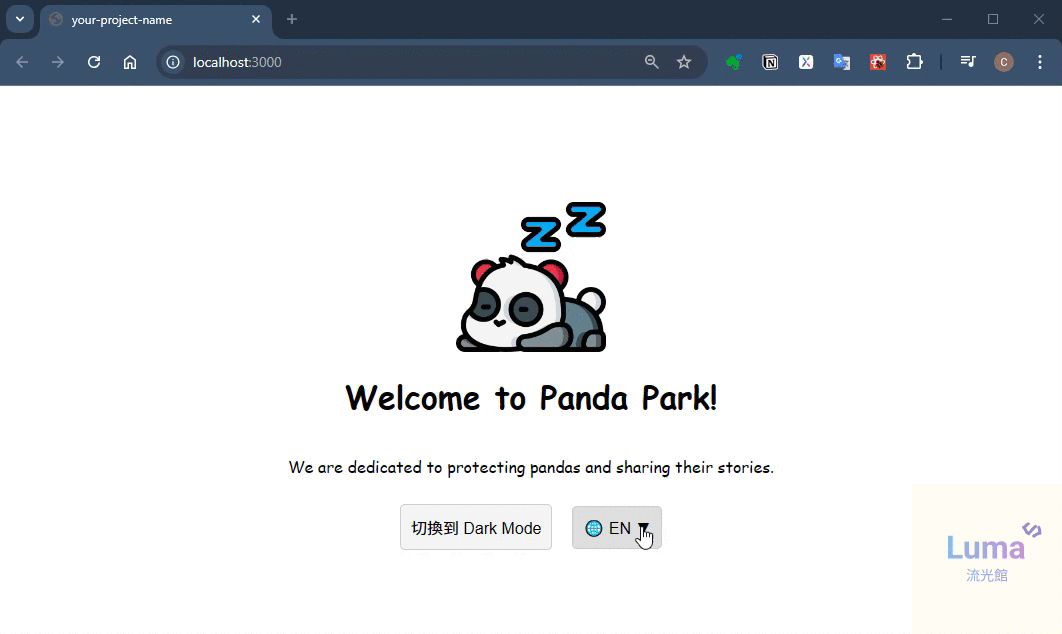 your-project-name
localhost:3000
C
Z Z
Welcome to Panda Park!
We are dedicated to protecting pandas and sharing their stories.
切換到 Dark Mode
EN
Luma
流光館